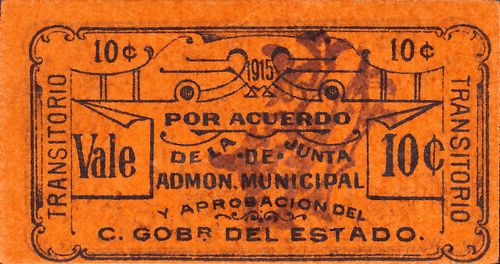 10¢ 10¢
1915
TRANSITORIO
POR ACUERDO
DE LA DE JUNTA
Vale 10¢
ADMON. MUNICIPAL
Y APROBACION DEL
C. GOBR. DEL ESTADO.
TRANSITORIO